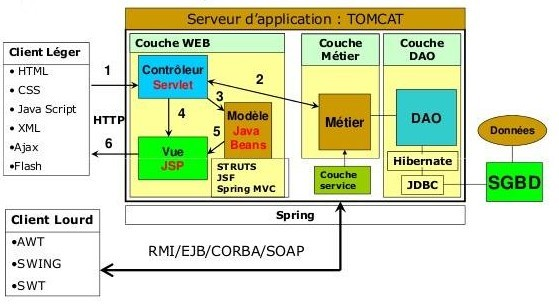 Serveur d'application : TOMCAT
Client Léger
• HTML
• CSS
• Java Script
• XML
•Ajax
•Flash
1
HTTP
6
Couche WEB
Contrôleur
Servlet
2
3
4
5
Modèle
Java
Beans
Vue
JSP
STRUTS
JSF
Spring MVC
Couche
Métier
Métier
Couche
service
Couche
DAO
DAO
Hibernate
JDBC
Données
SGBD
Spring
Client Lourd
•AWT
•SWING
•SWT
RMI/EJB/CORBA/SOAP